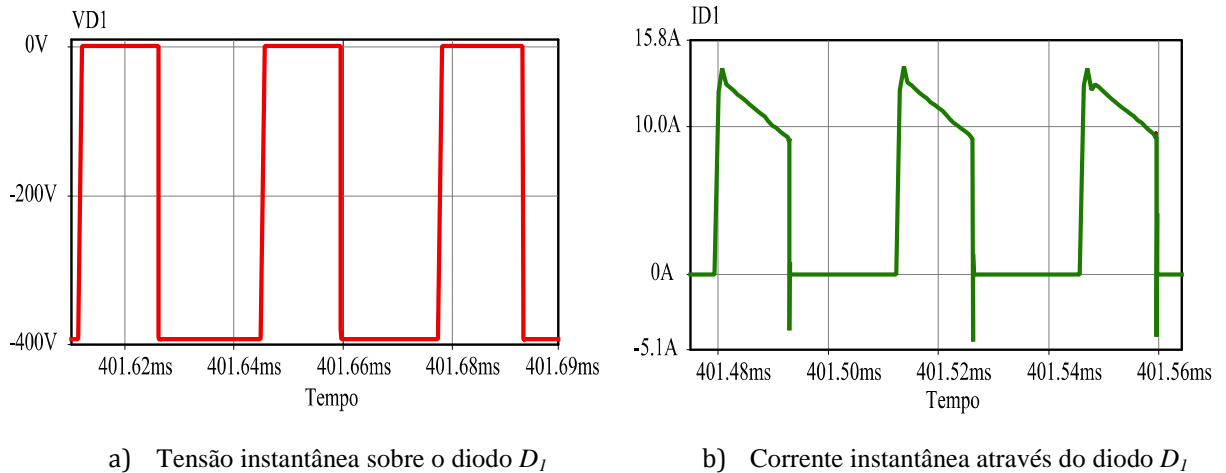 VD1
0V
-200V
-400V
401.62ms 401.64ms 401.66ms 401.68ms 401.69ms
Tempo
a) Tensão instantânea sobre o diodo D1
ID1
15.8A
10.0A
0A
-5.1A
401.48ms 401.50ms 401.52ms 401.54ms 401.56ms
Tempo
b) Corrente instantânea através do diodo D1